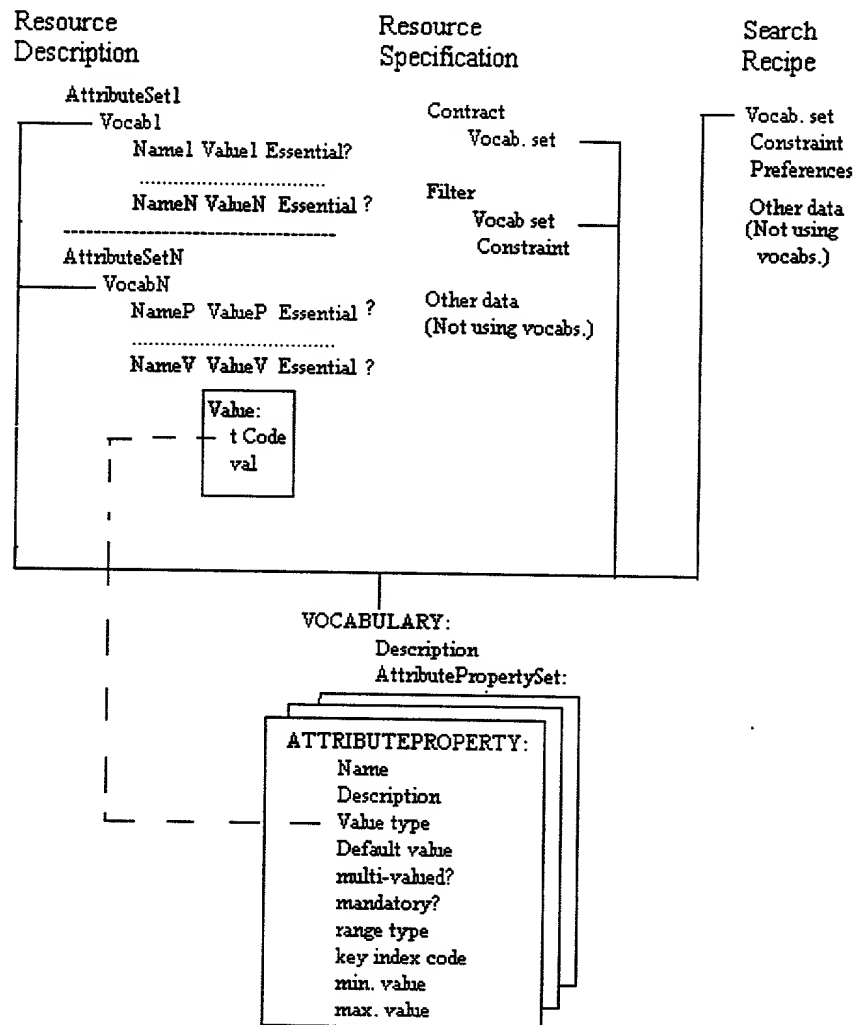 Resource
Description
AttributeSet1
Vocab1
Name1 Value1 Essential?
NameN ValueN Essential ?
AttributeSetN
VocabN
NameP ValueP Essential ?
NameV ValueV Essential ?
Value:
t Code
val
Resource
Specification
Contract
Vocab. set
Filter
Vocab set
Constraint
Other data
(Not using vocabs.)
Search
Recipe
Vocab. set
Constraint
Preferences
Other data
(Not using
vocabs.)
VOCABULARY:
Description
AttributePropertySet:
ATTRIBUTEPROPERTY:
Name
Description
Value type
Default value
multi-valued?
mandatory?
range type
key index code
min. value
max. value